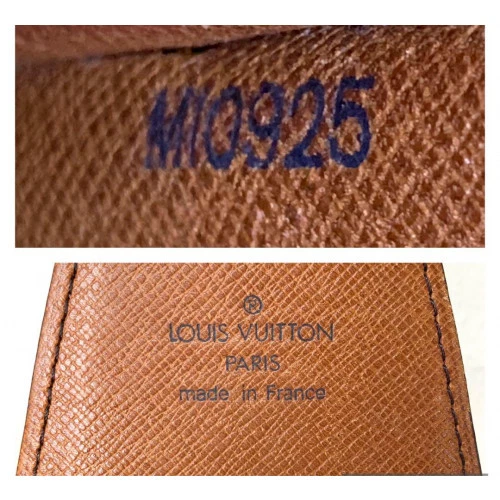 MI0925
®
LOUIS VUITTON
PARIS
made in France